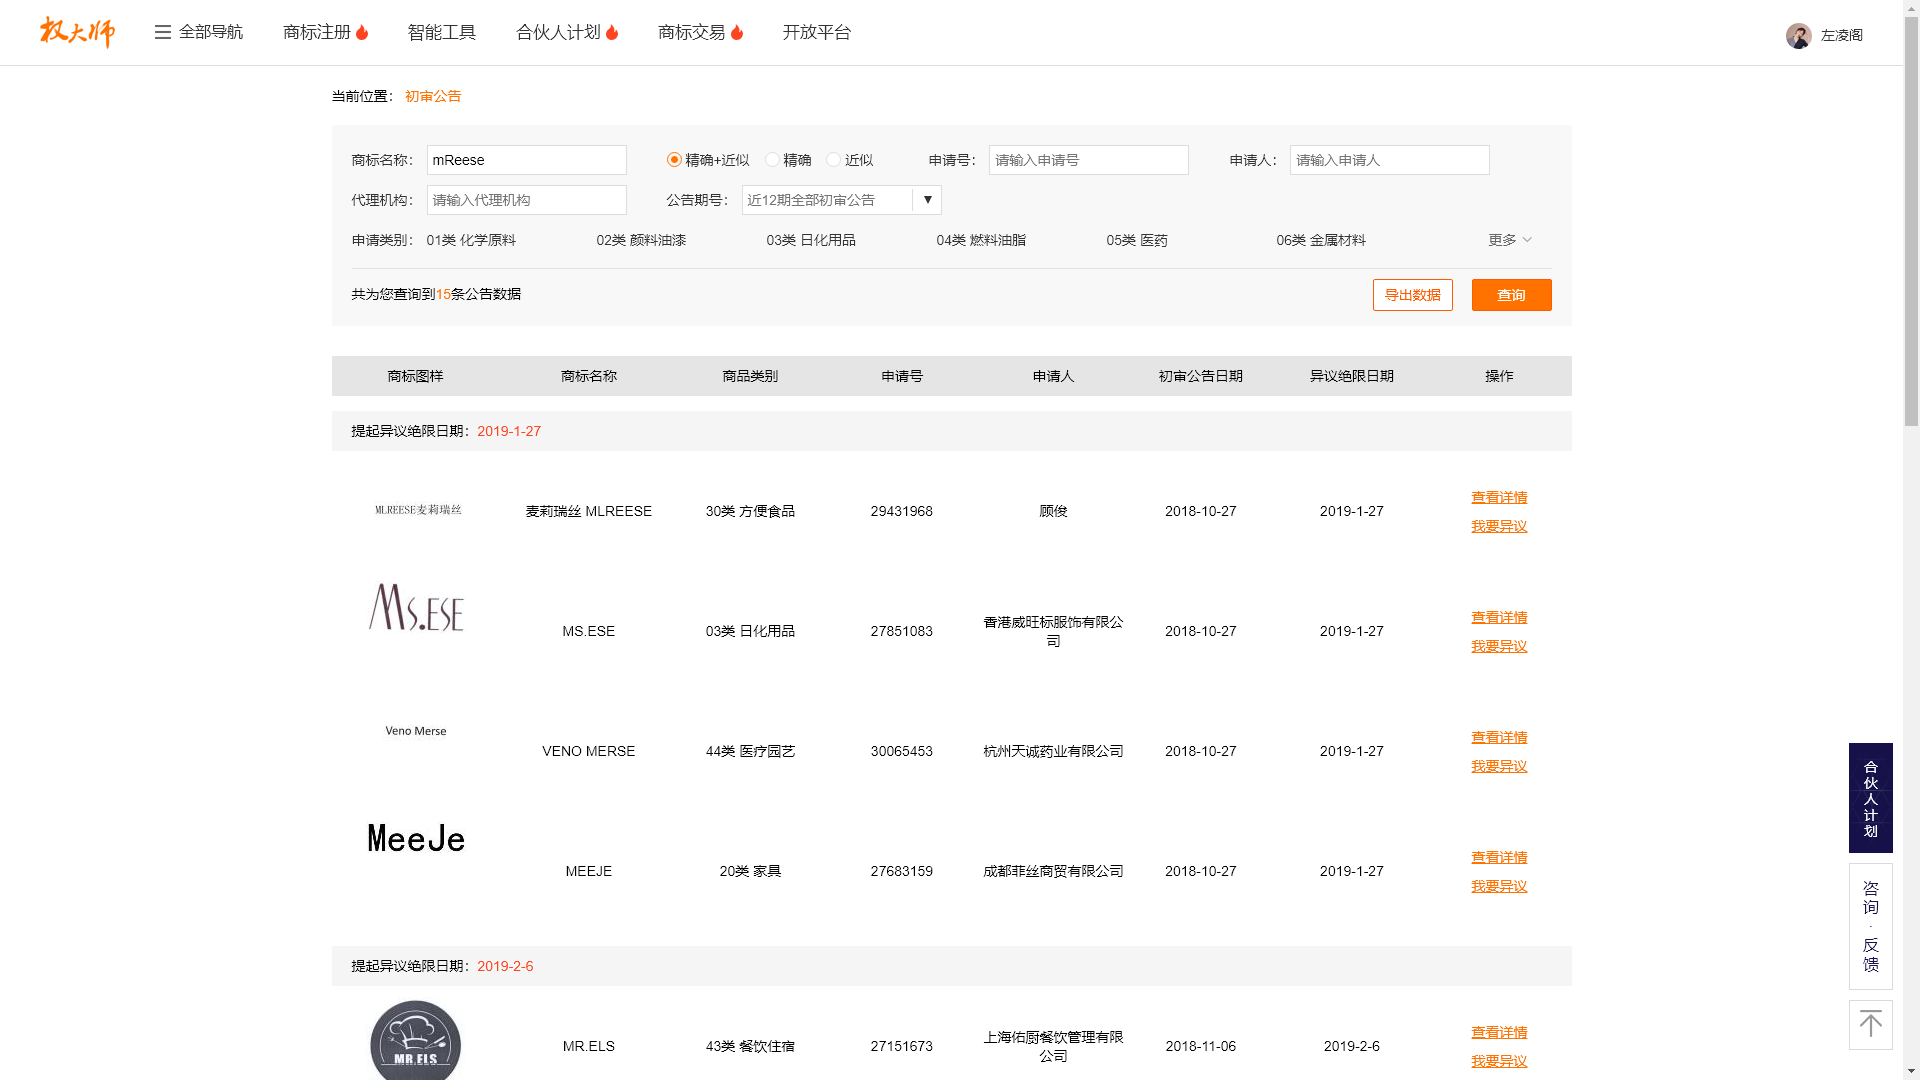 权大师
全部导航
商标注册
智能工具
合伙人计划
商标交易
开放平台
左凌阁
当前位置： 初审公告
商标名称： mReese 精确+近似 精确 近似 申请号： 请输入申请号 申请人： 请输入申请人
代理机构： 请输入代理机构 公告期号： 近12期全部初审公告 ▼
申请类别： 01类 化学原料 02类 颜料油漆 03类 日化用品 04类 燃料油脂 05类 医药 06类 金属材料 更多
共为您查询到15条公告数据 导出数据 查询
商标图样 商标名称 商品类别 申请号 申请人 初审公告日期 异议绝限日期 操作
提起异议绝限日期：2019-1-27
MLREESE麦莉瑞丝 麦莉瑞丝 MLREESE 30类 方便食品 29431968 顾俊 2018-10-27 2019-1-27 查看详情
我要异议
Ms.ESE MS.ESE 03类 日化用品 27851083 香港威旺标服饰有限公司 2018-10-27 2019-1-27 查看详情
我要异议
Veno Merse VENO MERSE 44类 医疗园艺 30065453 杭州天诚药业有限公司 2018-10-27 2019-1-27 查看详情
我要异议
MeeJe MEEJE 20类 家具 27683159 成都菲丝商贸有限公司 2018-10-27 2019-1-27 查看详情
我要异议
提起异议绝限日期：2019-2-6
MR.ELS MR.ELS 43类 餐饮住宿 27151673 上海佑厨餐饮管理有限公司 2018-11-06 2019-2-6 查看详情
我要异议
合伙人计划
咨询·反馈